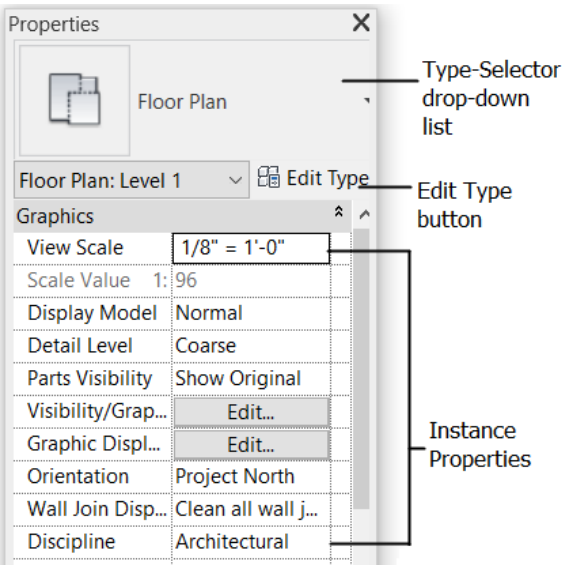 Properties
Floor Plan
Type-Selector
drop-down
list
Floor Plan: Level 1
Edit Type
Edit Type
button
Graphics
View Scale 1/8" = 1'-0"
Scale Value 1: 96
Display Model Normal
Detail Level Coarse
Parts Visibility Show Original
Visibility/Grap... Edit...
Graphic Displ... Edit...
Orientation Project North
Wall Join Disp... Clean all wall j...
Discipline Architectural
Instance
Properties